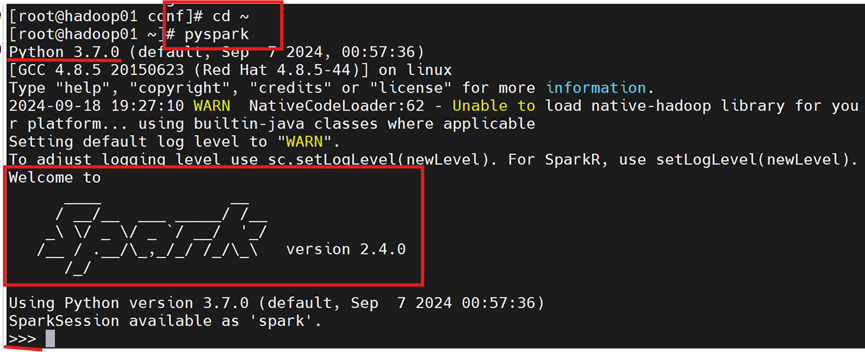 [root@hadoop01 conf]# cd ~
[root@hadoop01 ~]# pyspark
Python 3.7.0 (default, Sep  7 2024, 00:57:36)
[GCC 4.8.5 20150623 (Red Hat 4.8.5-44)] on linux
Type "help", "copyright", "credits" or "license" for more information.
2024-09-18 19:27:10 WARN  NativeCodeLoader:62 - Unable to load native-hadoop library for you
r platform... using builtin-java classes where applicable
Setting default log level to "WARN".
To adjust logging level use sc.setLogLevel(newLevel). For SparkR, use setLogLevel(newLevel).
Welcome to
      ____              __
     / __/__  ___ _____/ /__
    _\ \/ _ \/ _ `/ __/  '_/
   /__ / .__/\_,_/_/ /_/\_\   version 2.4.0
      /_/
Using Python version 3.7.0 (default, Sep  7 2024 00:57:36)
SparkSession available as 'spark'.
>>>